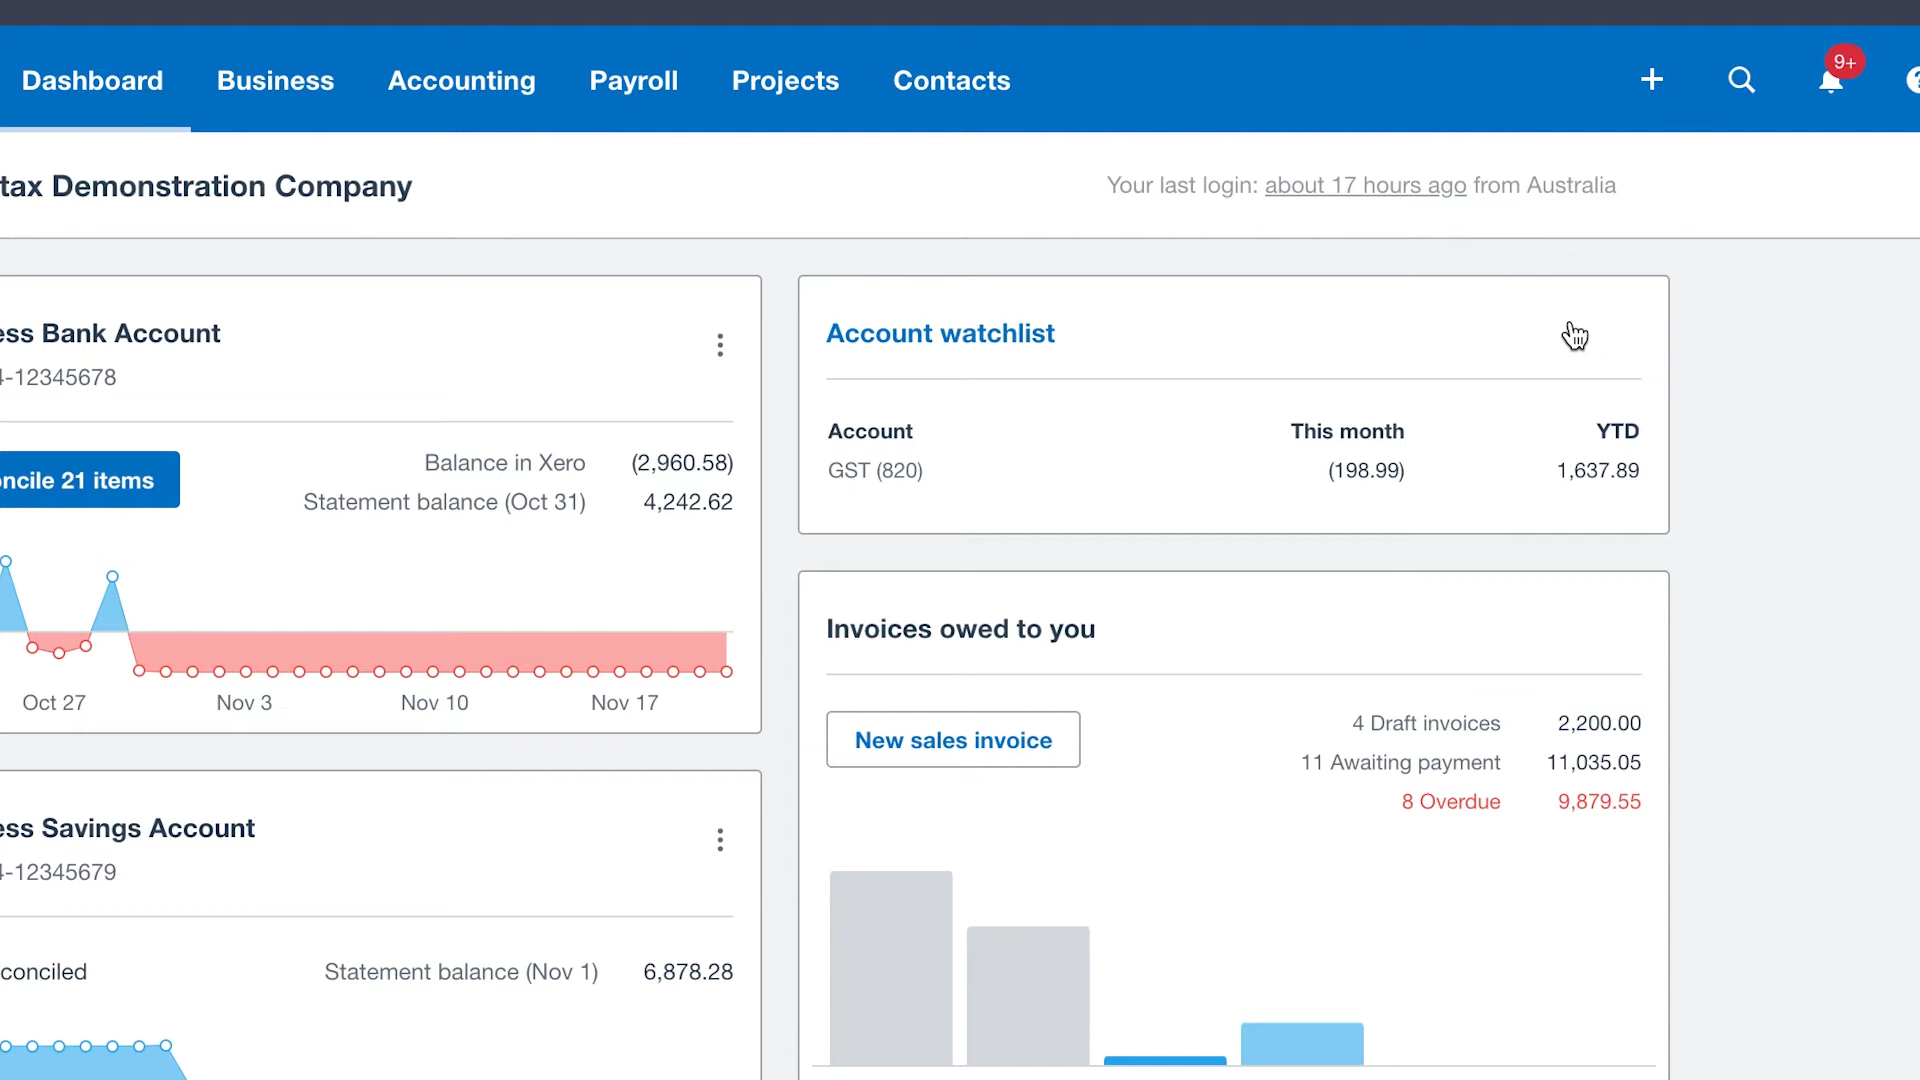 Dashboard Business Accounting Payroll Projects Contacts
9+
tax Demonstration Company
Your last login: about 17 hours ago from Australia
ess Bank Account
4-12345678
ncile 21 items
Balance in Xero (2,960.58)
Statement balance (Oct 31) 4,242.62
Oct 27 Nov 3 Nov 10 Nov 17
ess Savings Account
4-12345679
conciled
Statement balance (Nov 1) 6,878.28
Account watchlist
Account This month YTD
GST (820) (198.99) 1,637.89
Invoices owed to you
New sales invoice
4 Draft invoices 2,200.00
11 Awaiting payment 11,035.05
8 Overdue 9,879.55